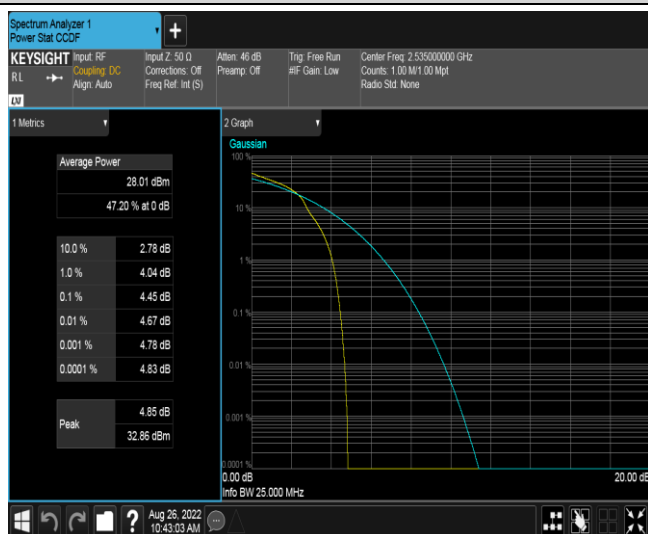 Spectrum Analyzer 1
Power Stat CCDF
+
KEYSIGHT
RL
LXI
Input: RF
Coupling: DC
Align: Auto
Input Z: 50 Ω
Corrections: Off
Freq Ref: Int (S)
Atten: 46 dB
Preamp: Off
Trig: Free Run
#IF Gain: Low
Center Freq: 2.535000000 GHz
Counts: 1.00 M/1.00 Mpt
Radio Std: None
1 Metrics
Average Power
28.01 dBm
47.20 % at 0 dB
10.0 % 2.78 dB
1.0 % 4.04 dB
0.1 % 4.45 dB
0.01 % 4.67 dB
0.001 % 4.78 dB
0.0001 % 4.83 dB
Peak
4.85 dB
32.86 dBm
2 Graph
Gaussian
100 %
10 %
1 %
0.1 %
0.01 %
0.001 %
0.0001 %
0.00 dB
20.00 dB
Info BW 25.000 MHz
?
Aug 26, 2022
10:43:03 AM